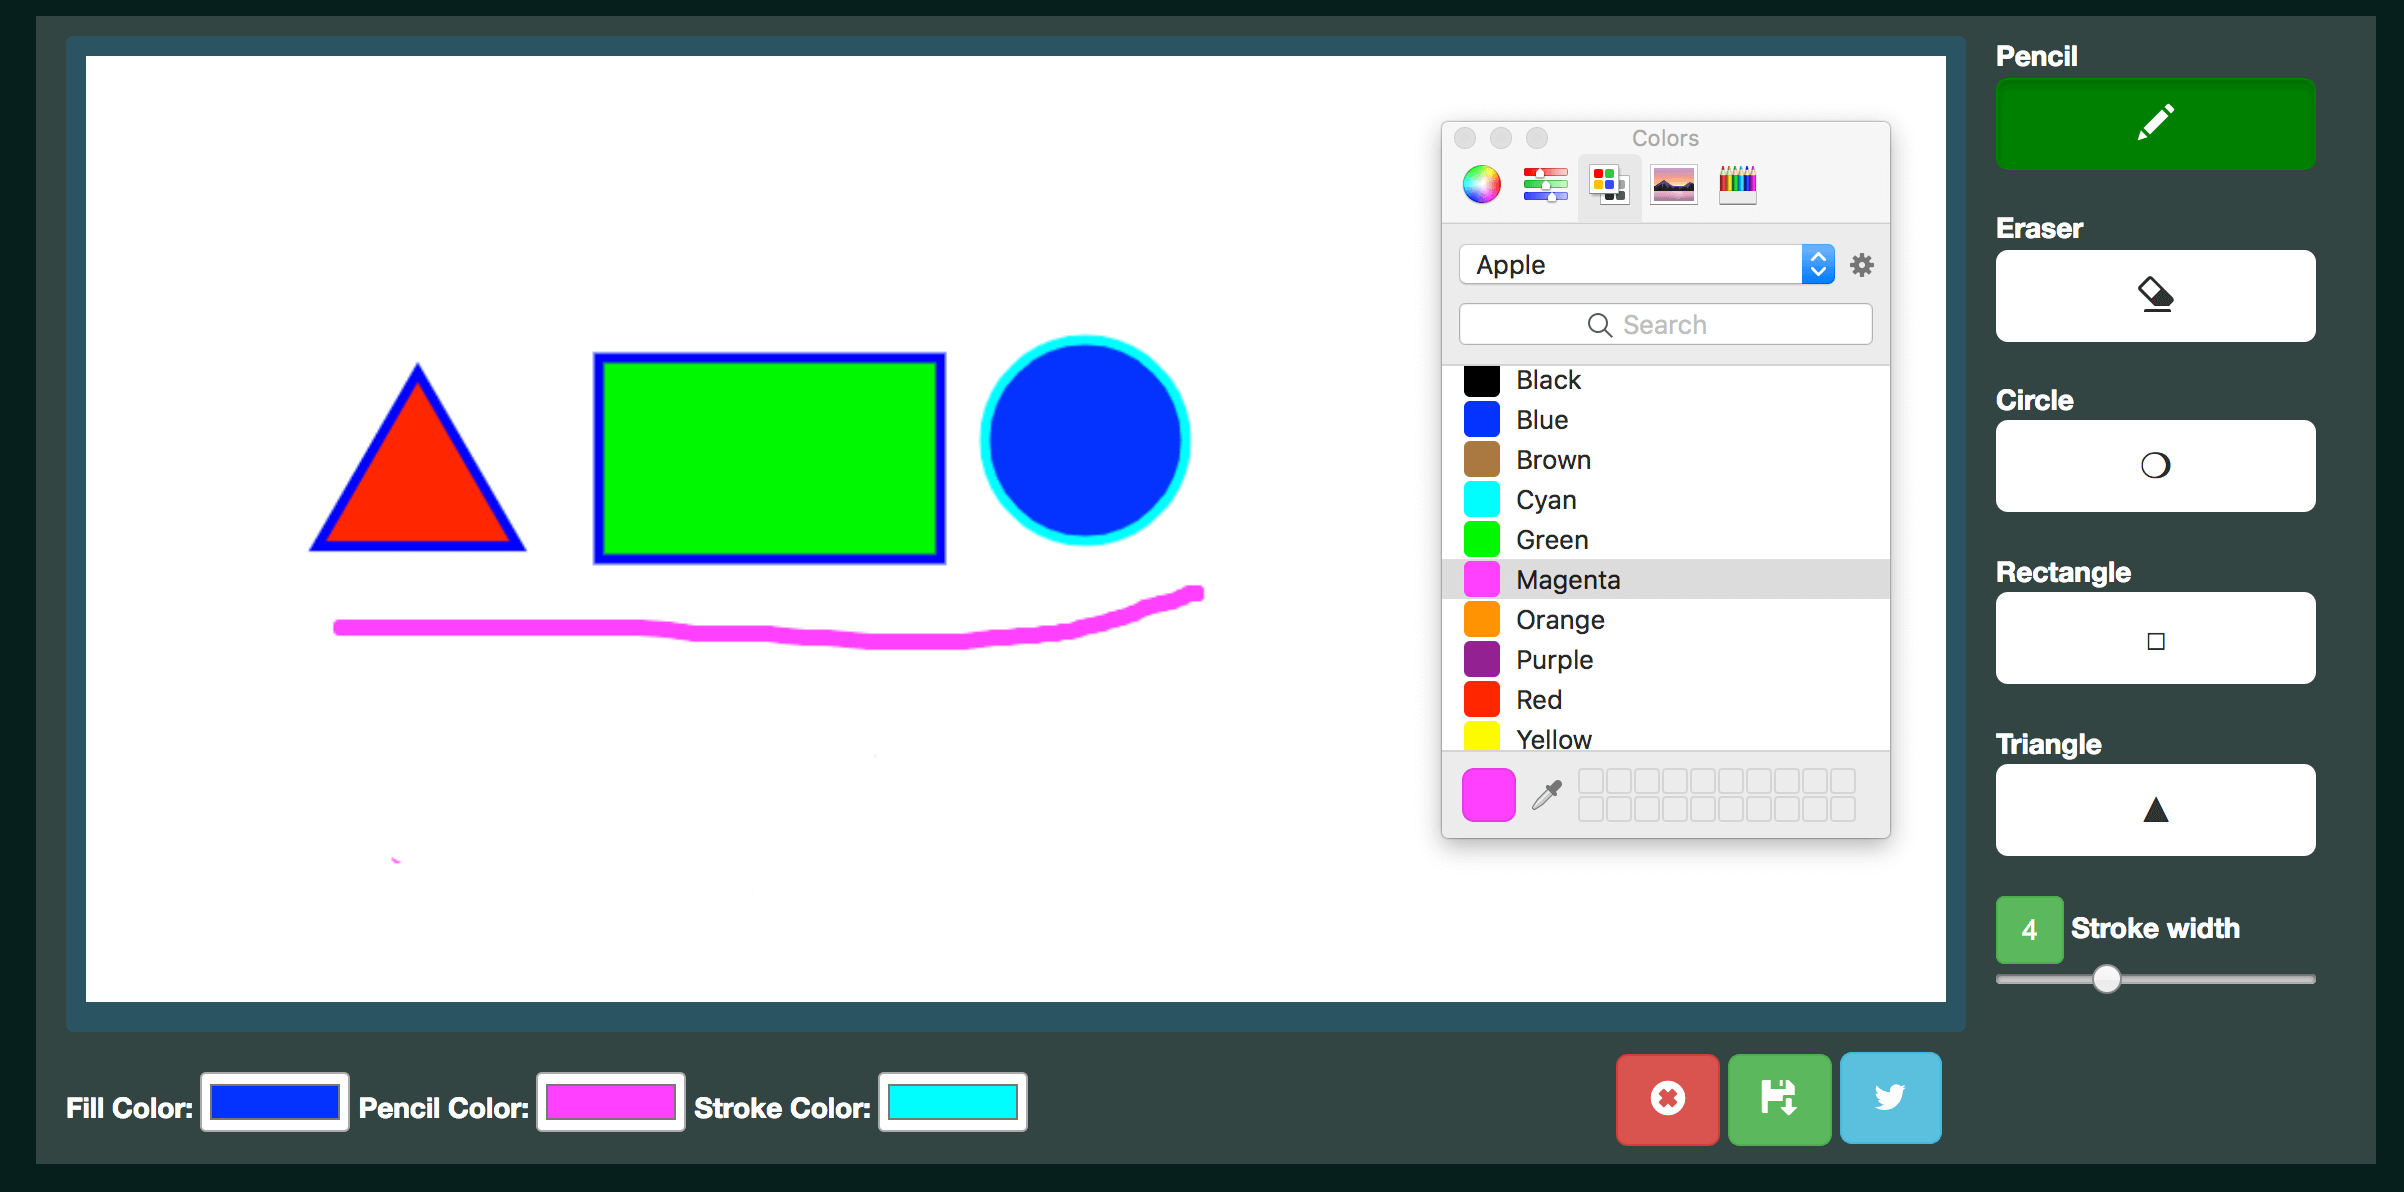 Colors
Apple
Search
Black
Blue
Brown
Cyan
Green
Magenta
Orange
Purple
Red
Yellow
Pencil
Eraser
Circle
Rectangle
Triangle
4 Stroke width
Fill Color: Pencil Color: Stroke Color: